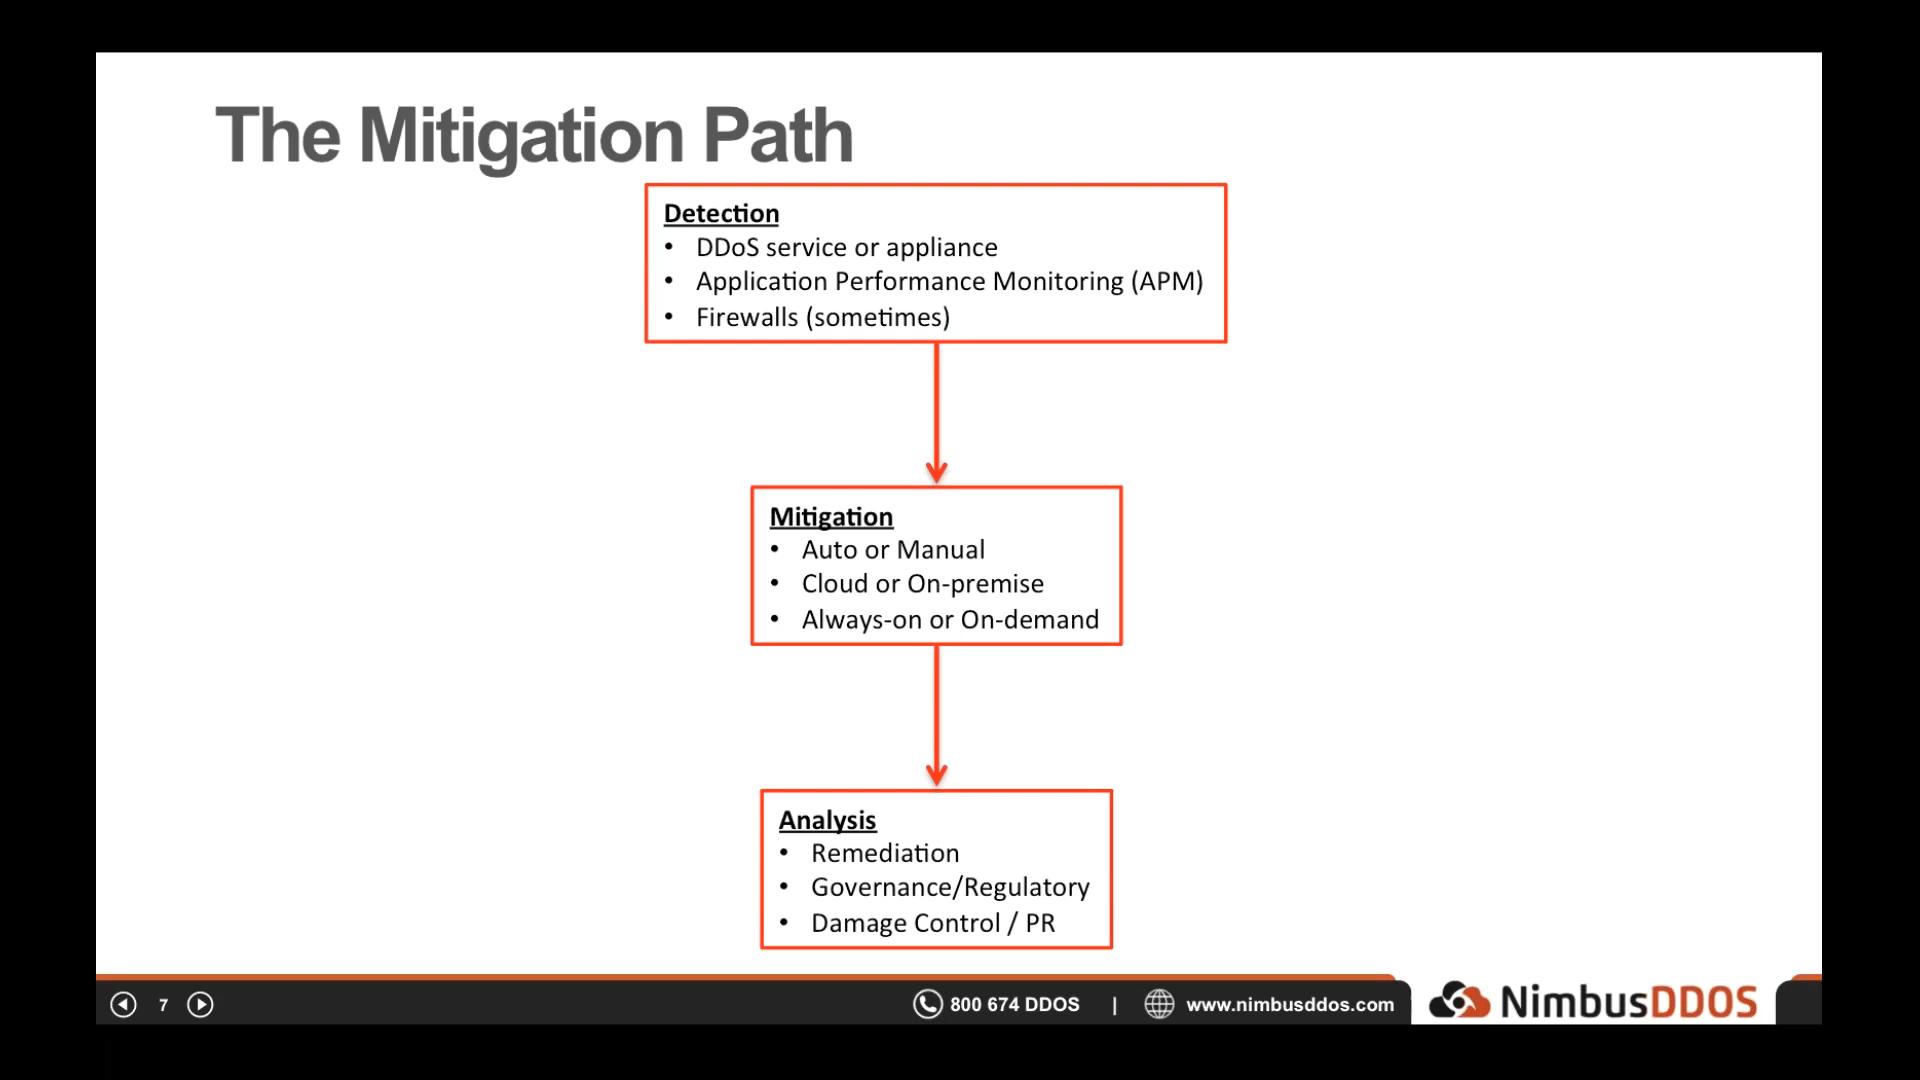 The Mitigation Path
Detection
• DDoS service or appliance
• Application Performance Monitoring (APM)
• Firewalls (sometimes)
Mitigation
• Auto or Manual
• Cloud or On-premise
• Always-on or On-demand
Analysis
• Remediation
• Governance/Regulatory
• Damage Control / PR
7
800 674 DDOS | www.nimbusddos.com
NimbusDDOS